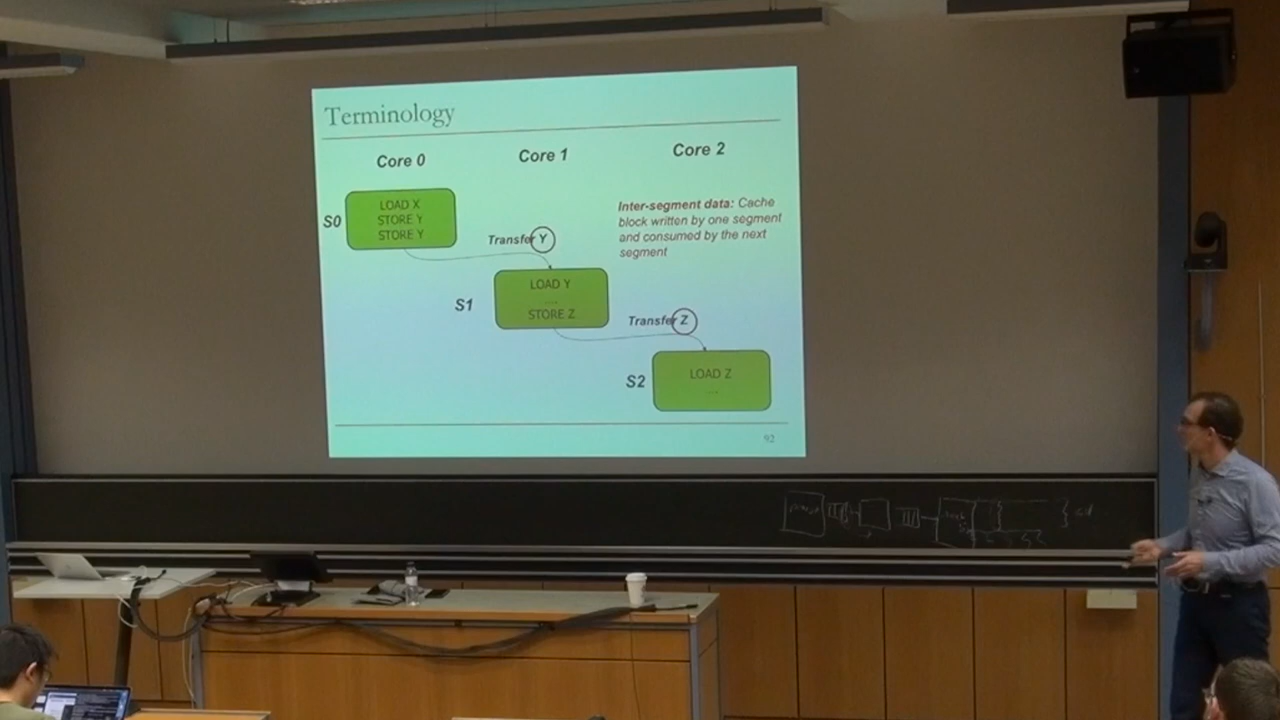 Terminology
Core 0
Core 1
Core 2
S0
LOAD X
STORE Y
STORE Y
Transfer Y
Inter-segment data: Cache
block written by one segment
and consumed by the next
segment
S1
LOAD Y
....
STORE Z
Transfer Z
S2
LOAD Z
....
92